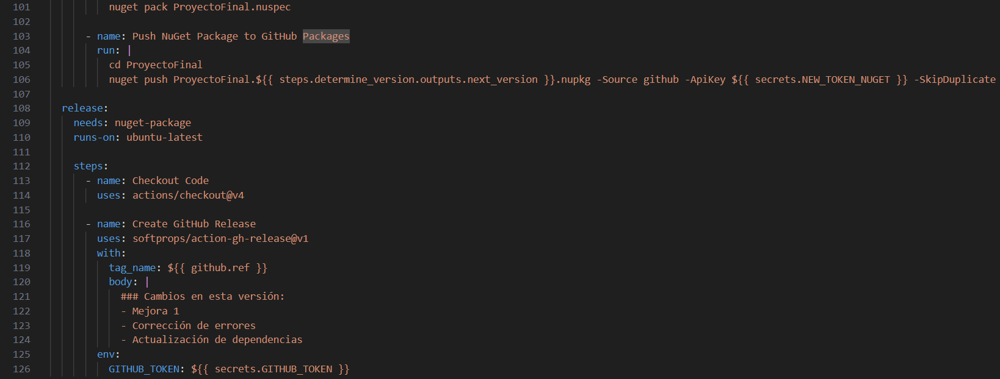 101 nuget pack ProyectoFinal.nuspec
102
103 - name: Push NuGet Package to GitHub Packages
104 run: |
105 cd ProyectoFinal
106 nuget push ProyectoFinal.${{ steps.determine_version.outputs.next_version }}.nupkg -Source github -ApiKey ${{ secrets.NEW_TOKEN_NUGET }} -SkipDuplicate
107
108 release:
109 needs: nuget-package
110 runs-on: ubuntu-latest
111
112 steps:
113 - name: Checkout Code
114 uses: actions/checkout@v4
115
116 - name: Create GitHub Release
117 uses: softprops/action-gh-release@v1
118 with:
119 tag_name: ${{ github.ref }}
120 body: |
121 ### Cambios en esta versión:
122 - Mejora 1
123 - Corrección de errores
124 - Actualización de dependencias
125 env:
126 GITHUB_TOKEN: ${{ secrets.GITHUB_TOKEN }}